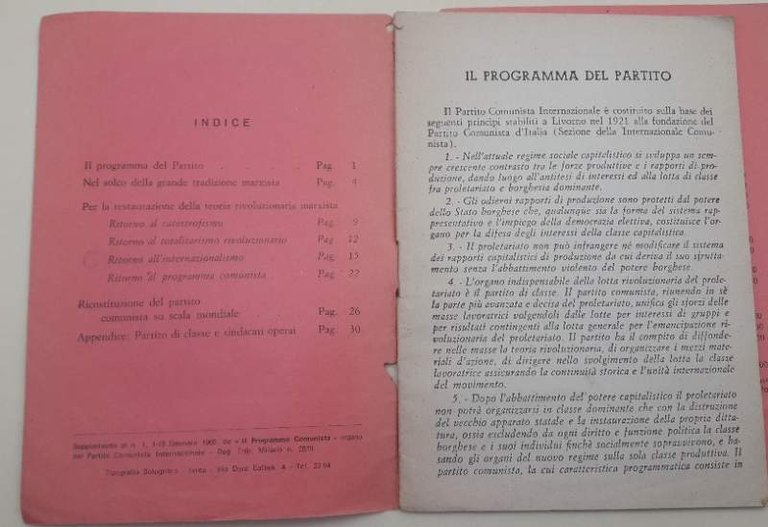 INDICE
Il programma del Partito . . . . . Pag. 1
Nel solco della grande tradizione marxista . Pag. 4
Per la restaurazione della teoria rivoluzionaria marxista
Ritorno al catastrofismo Pag. 9
Ritorno al totalitarismo rivoluzionario Pag. 12
Ritorno all'internazionalismo Pag. 15
Ritorno al programma comunista Pag. 22
Ricostituzione del partito
comunista su scala mondiale Pag. 26
Appendice: Partito di classe e sindacati operai Pag. 30
Supplemento al n. 1, Gennaio de « Il Programma Comunista » organo
del Partito Comunista Internazionale - Reg. Trib. Milano n. 2839
Tipografia Bolognino - Ivrea - Via
IL PROGRAMMA DEL PARTITO
Il Partito Comunista Internazionale è costituito sulla base dei
seguenti principi stabiliti a Livorno nel 1921 alla fondazione del
Partito Comunista d'Italia (Sezione della Internazionale Comu-
nista).
1. - Nell'attuale regime sociale capitalistico si sviluppa un sem-
pre crescente contrasto tra le forze produttive e i rapporti di pro-
duzione, dando luogo all'antitesi di interessi ed alla lotta di classe
fra proletariato e borghesia dominante.
2. - Gli odierni rapporti di produzione sono protetti dal potere
dello Stato borghese che, qualunque sia la forma del sistema rap-
presentativo e l'impiego della democrazia elettiva, costituisce l'or-
gano per la difesa degli interessi della classe capitalistica.
3. - Il proletariato non può infrangere né modificare il sistema
dei rapporti capitalistici di produzione da cui deriva il suo sfrutta-
mento senza l'abbattimento violento del potere borghese.
4. - L'organo indispensabile della lotta rivoluzionaria del prole-
tariato è il partito di classe. Il partito comunista, riunendo in sè
la parte più avanzata e decisa del proletariato, unifica gli sforzi delle
masse lavoratrici volgendoli dalle lotte per interessi di gruppi e
per risultati contingenti alla lotta generale per l'emancipazione ri-
voluzionaria del proletariato. Il partito ha il compito di diffonde-
re nelle masse la teoria rivoluzionaria, di organizzare i mezzi mate-
riali d'azione, di dirigere nello svolgimento della lotta la classe
lavoratrice assicurando la continuità storica e l'unità internazionale
del movimento.
5. - Dopo l'abbattimento del potere capitalistico il proletariato
non potrà organizzarsi in classe dominante che con la distruzione
del vecchio apparato statale e la instaurazione della propria ditta-
tura, ossia escludendo da ogni diritto e funzione politica la classe
borghese e i suoi individui finchè socialmente sopravvivono, e ba-
sando gli organi del nuovo regime sulla sola classe produttiva. Il
partito comunista, la cui caratteristica programmatica consiste in